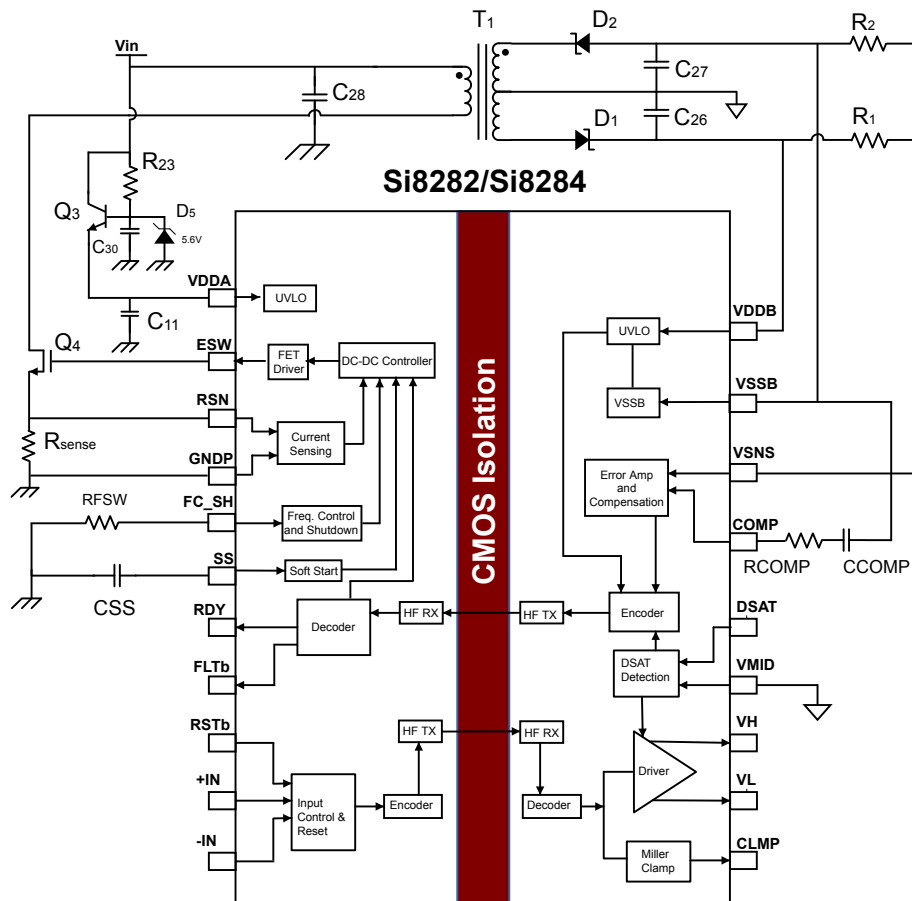 T1
D2
R2
Vin
C28
C27
C26
D1
R1
R23
Si8282/Si8284
Q3
D5
5.6V
C30
VDDA
UVLO
C11
VDDB
UVLO
Q4
ESW
FET
Driver
DC-DC Controller
VSSB
VSSB
RSN
Rsense
Current
Sensing
GNDP
VSNS
Error Amp
and
Compensation
CMOS Isolation
RFSW
FC_SH
Freq. Control
and Shutdown
COMP
RCOMP
CCOMP
SS
Soft Start
CSS
RDY
Decoder
HF RX
HF TX
Encoder
DSAT
FLTb
DSAT
Detection
VMID
RSTb
HF TX
HF RX
VH
+IN
Input
Control &
Reset
Encoder
Decoder
Driver
VL
-IN
Miller
Clamp
CLMP